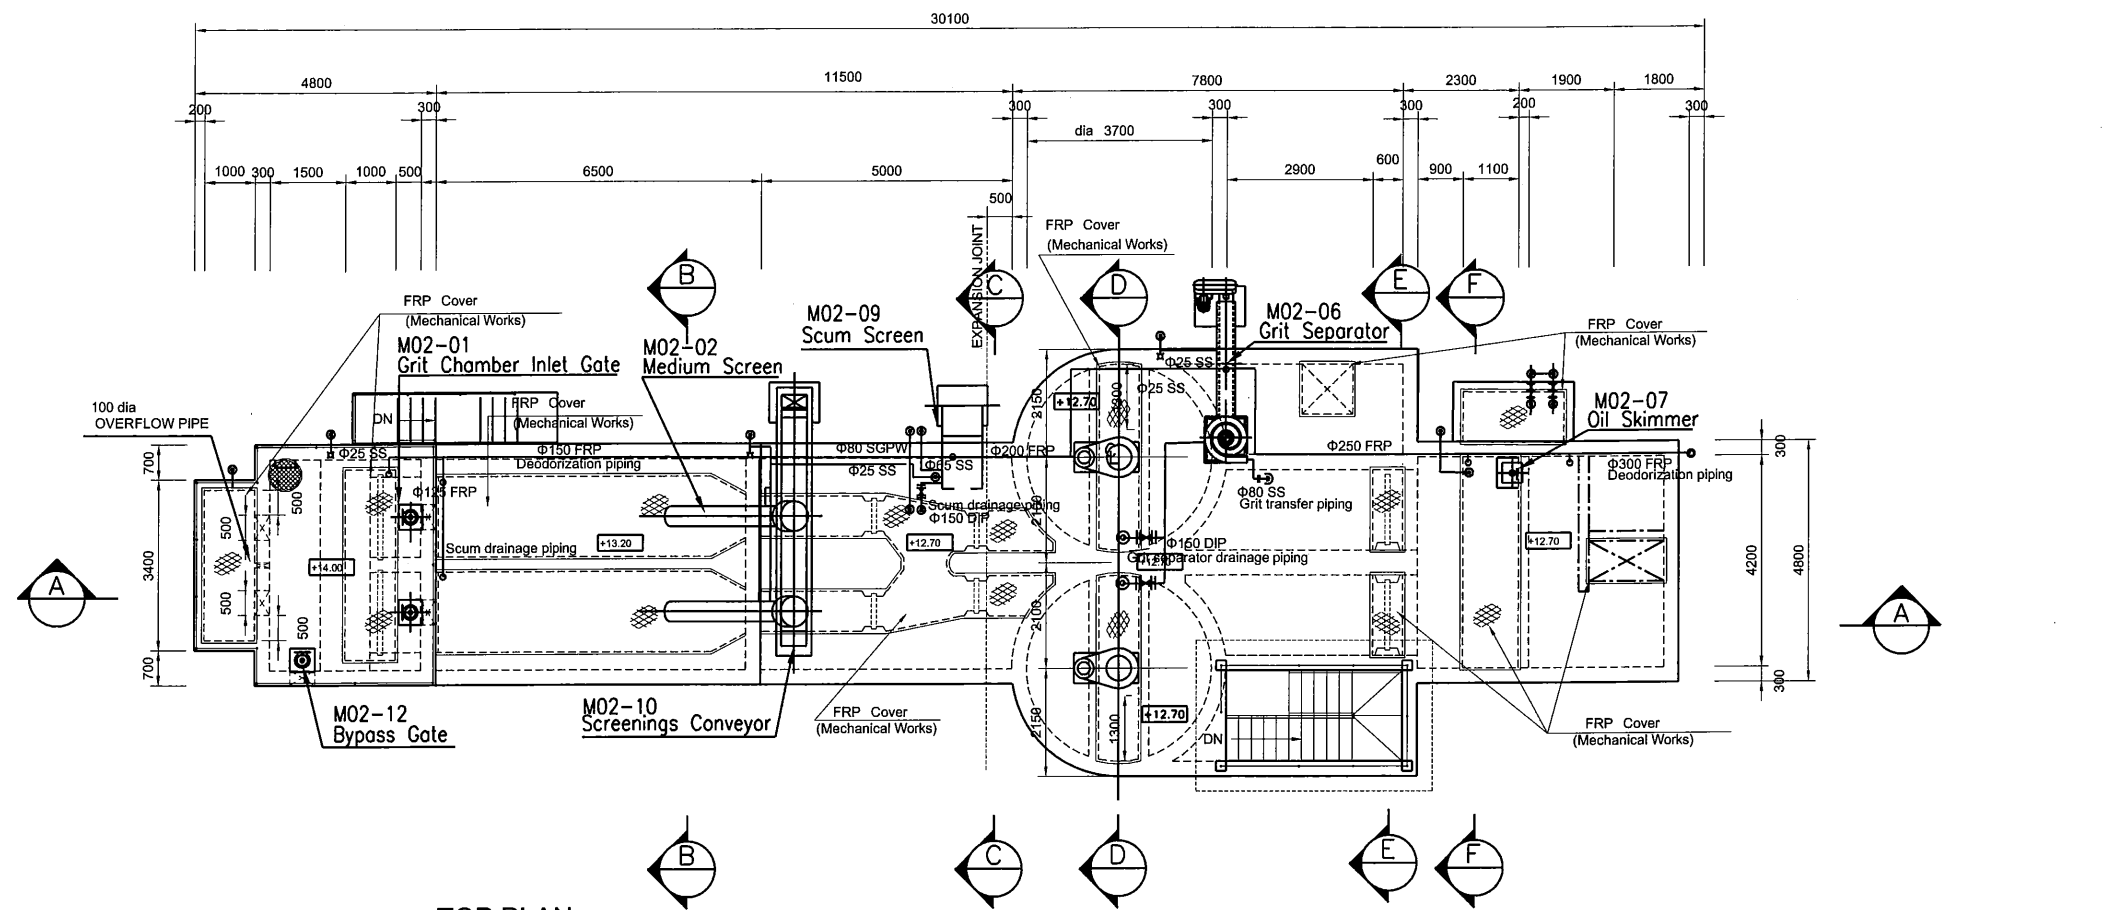 30100
4800
11500
7800
2300
1900
1800
200
300
300
300
300
200
300
dia 3700
1000
300
1500
1000
500
6500
5000
2900
600
900
1100
500
EXPANSION JOINT
FRP Cover
(Mechanical Works)
B
C
D
E
F
FRP Cover
(Mechanical Works)
M02-09
Scum Screen
M02-06
Grit Separator
FRP Cover
(Mechanical Works)
M02-01
Grit Chamber Inlet Gate
M02-02
Medium Screen
Φ25 SS
Φ25 SS
1300
2150
+12.70
M02-07
Oil Skimmer
100 dia
OVERFLOW PIPE
FRP Cover
(Mechanical Works)
DN
Φ25 SS
Φ150 FRP
Deodorization piping
Φ80 SGPW
Φ25 SS
Φ65 SS
Φ200 FRP
Φ250 FRP
Φ300 FRP
Deodorization piping
300
700
Φ125 FRP
500
500
Φ80 SS
Grit transfer piping
Scum drainage piping
Φ150 DIP
2100
3400
+14.00
Scum drainage piping
+13.20
+12.70
Φ150 DIP
Grit separator drainage piping
+12.70
+12.70
4200
4800
A
A
500
500
2100
700
300
M02-12
Bypass Gate
M02-10
Screenings Conveyor
FRP Cover
(Mechanical Works)
2150
1300
+12.70
DN
FRP Cover
(Mechanical Works)
B
C
D
E
F
TOP PLAN